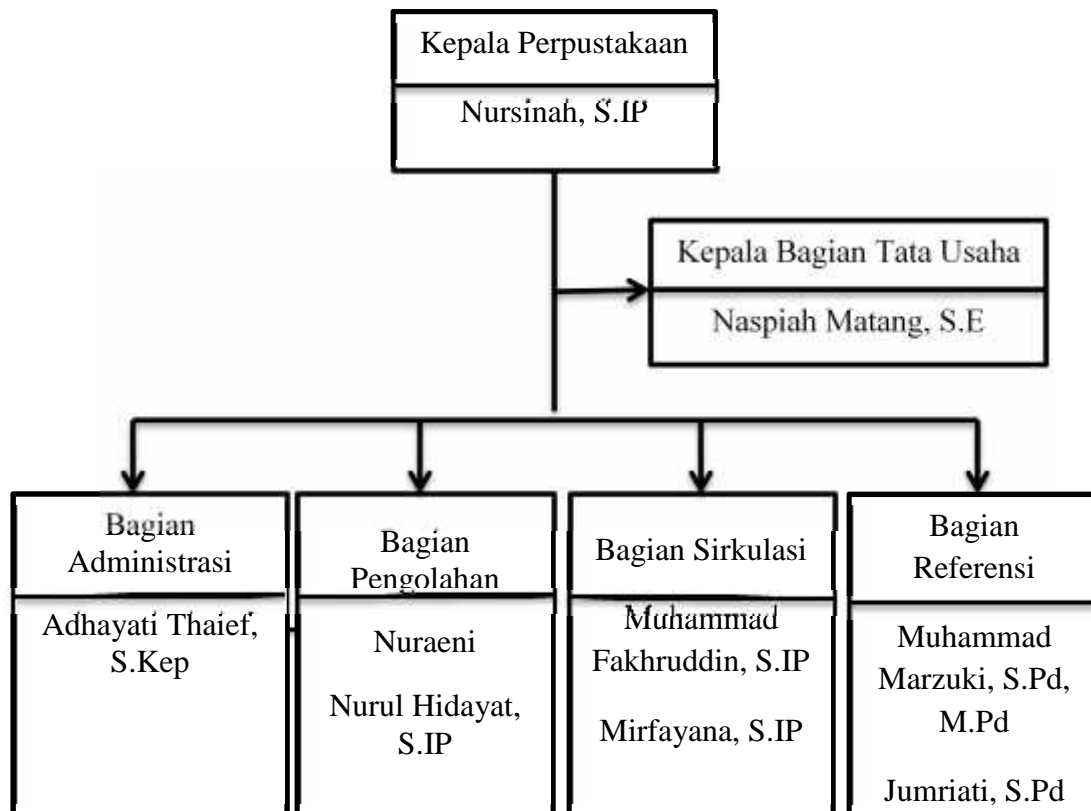 Kepala Perpustakaan
Nursinah, S.IP
Kepala Bagian Tata Usaha
Naspiah Matang, S.E
Bagian
Administrasi
Adhayati Thaief,
S.Kep
Bagian
Pengolahan
Nuraeni
Nurul Hidayat,
S.IP
Bagian Sirkulasi
Muhammad
Fakhruddin, S.IP
Mirfayana, S.IP
Bagian
Referensi
Muhammad
Marzuki, S.Pd,
M.Pd
Jumriati, S.Pd